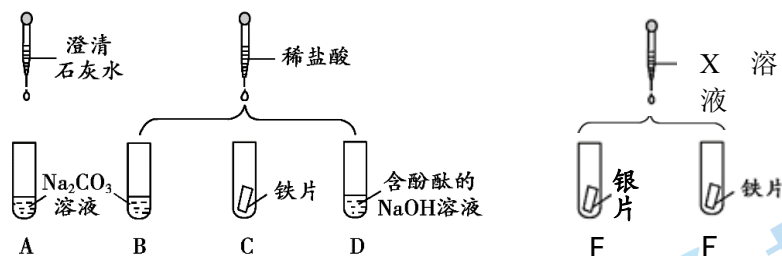 澄清
石灰水
稀盐酸
X 溶
液
Na₂CO₃
溶液
铁片
含酚酞的
NaOH溶液
银
片
铁片
A B C D F F